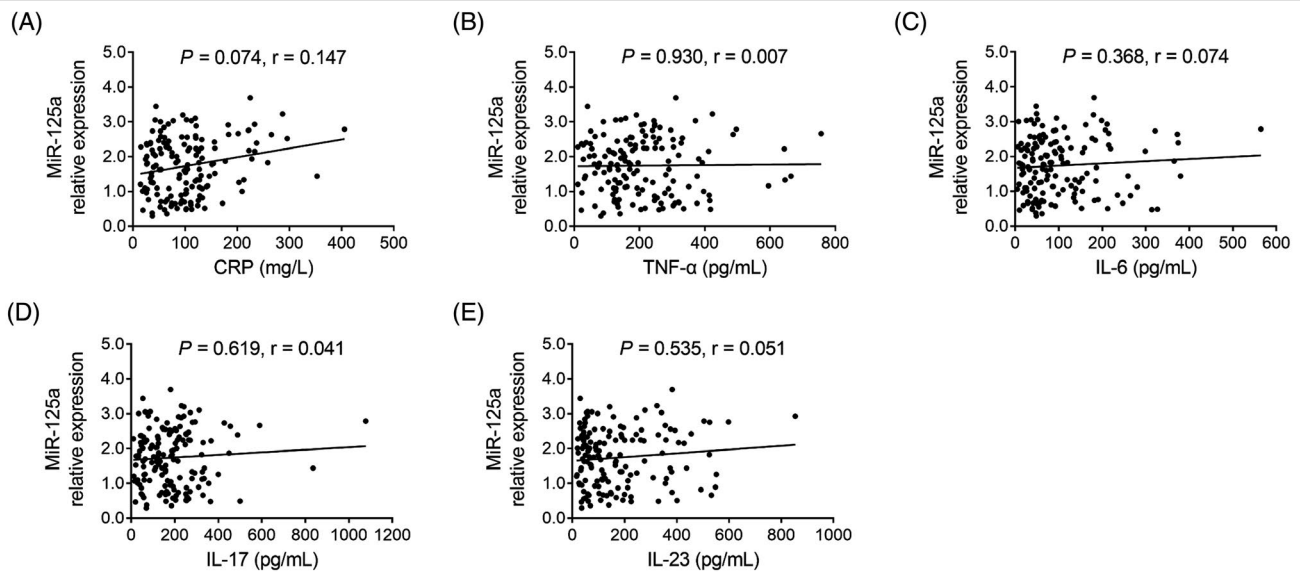 (A)
MiR-125a
relative expression
P = 0.074, r = 0.147
5.0
4.0
3.0
2.0
1.0
0.0
0 100 200 300 400 500
CRP (mg/L)
(B)
MiR-125a
relative expression
P = 0.930, r = 0.007
5.0
4.0
3.0
2.0
1.0
0.0
0 200 400 600 800
TNF-α (pg/mL)
(C)
MiR-125a
relative expression
P = 0.368, r = 0.074
5.0
4.0
3.0
2.0
1.0
0.0
0 100 200 300 400 500 600
IL-6 (pg/mL)
(D)
MiR-125a
relative expression
P = 0.619, r = 0.041
5.0
4.0
3.0
2.0
1.0
0.0
0 200 400 600 800 1000 1200
IL-17 (pg/mL)
(E)
MiR-125a
relative expression
P = 0.535, r = 0.051
5.0
4.0
3.0
2.0
1.0
0.0
0 200 400 600 800 1000
IL-23 (pg/mL)